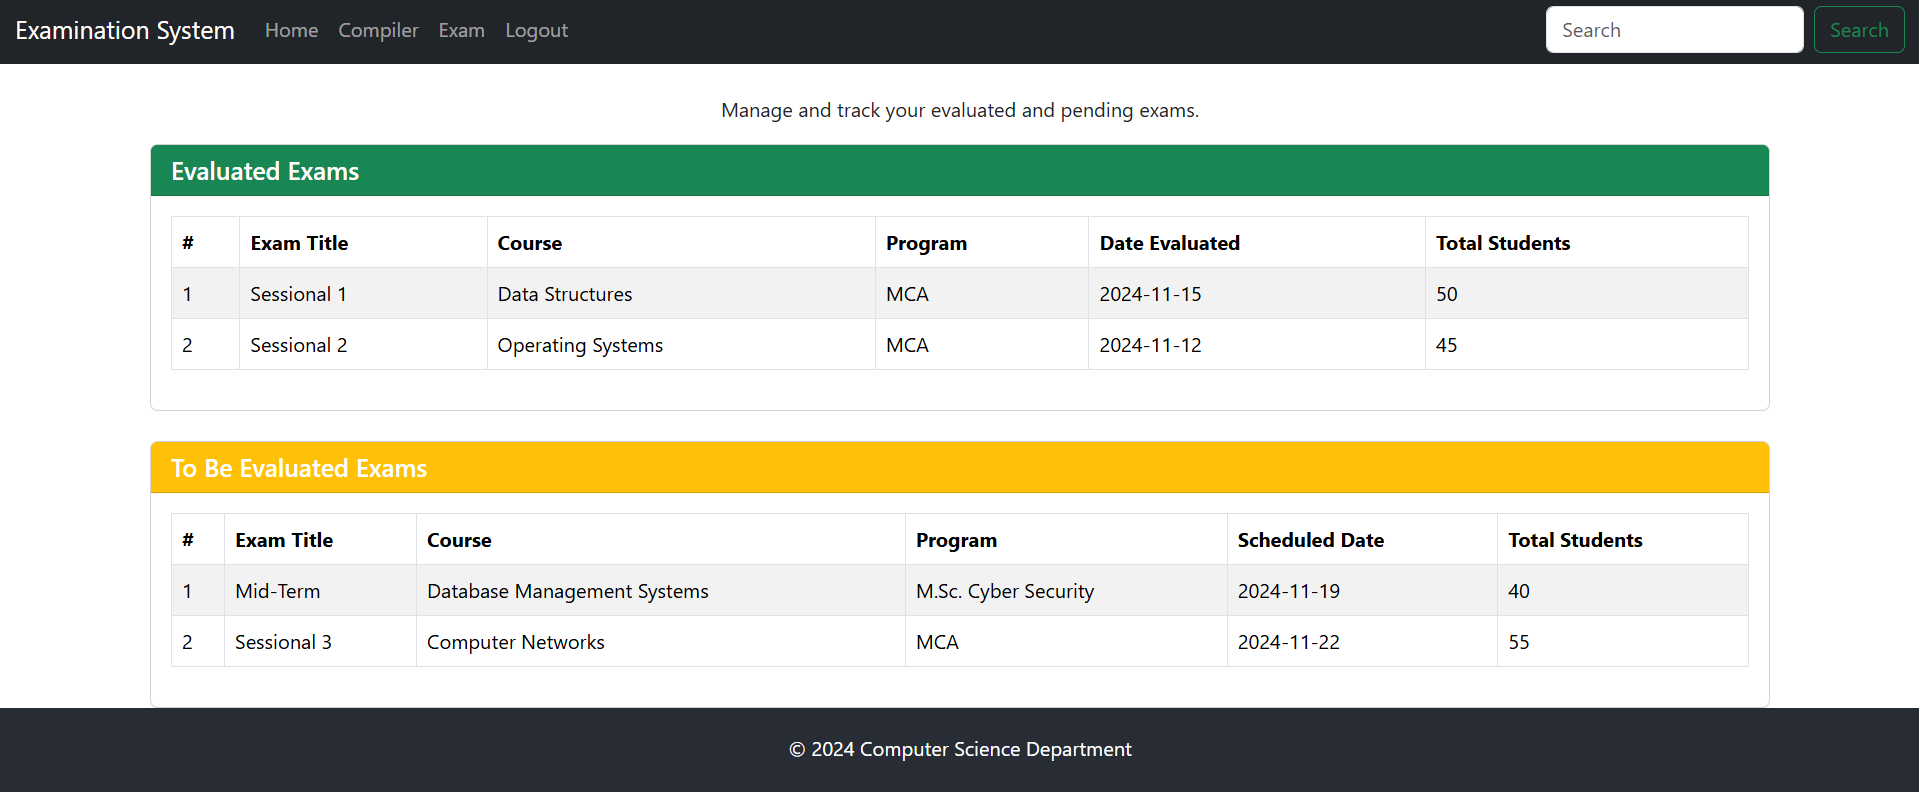 Examination System Home Compiler Exam Logout Search Search
Manage and track your evaluated and pending exams.
Evaluated Exams
# Exam Title Course Program Date Evaluated Total Students
1 Sessional 1 Data Structures MCA 2024-11-15 50
2 Sessional 2 Operating Systems MCA 2024-11-12 45
To Be Evaluated Exams
# Exam Title Course Program Scheduled Date Total Students
1 Mid-Term Database Management Systems M.Sc. Cyber Security 2024-11-19 40
2 Sessional 3 Computer Networks MCA 2024-11-22 55
© 2024 Computer Science Department